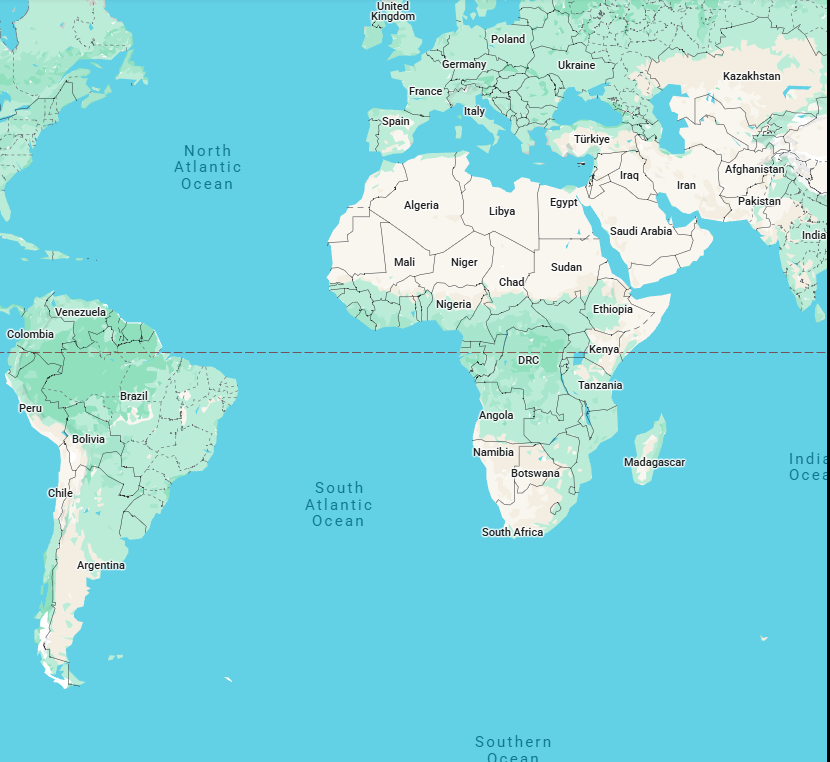 United
Kingdom
Poland
Germany
Ukraine
Kazakhstan
France
Italy
Spain
Türkiye
North
Atlantic
Ocean
Iraq
Iran
Afghanistan
Pakistan
Algeria
Libya
Egypt
Saudi Arabia
India
Mali
Niger
Chad
Sudan
Nigeria
Ethiopia
Venezuela
Colombia
DRC
Kenya
Tanzania
Brazil
Peru
Angola
Bolivia
Namibia
Botswana
Madagascar
India
Ocea
Chile
South
Atlantic
Ocean
South Africa
Argentina
Southern
Ocean